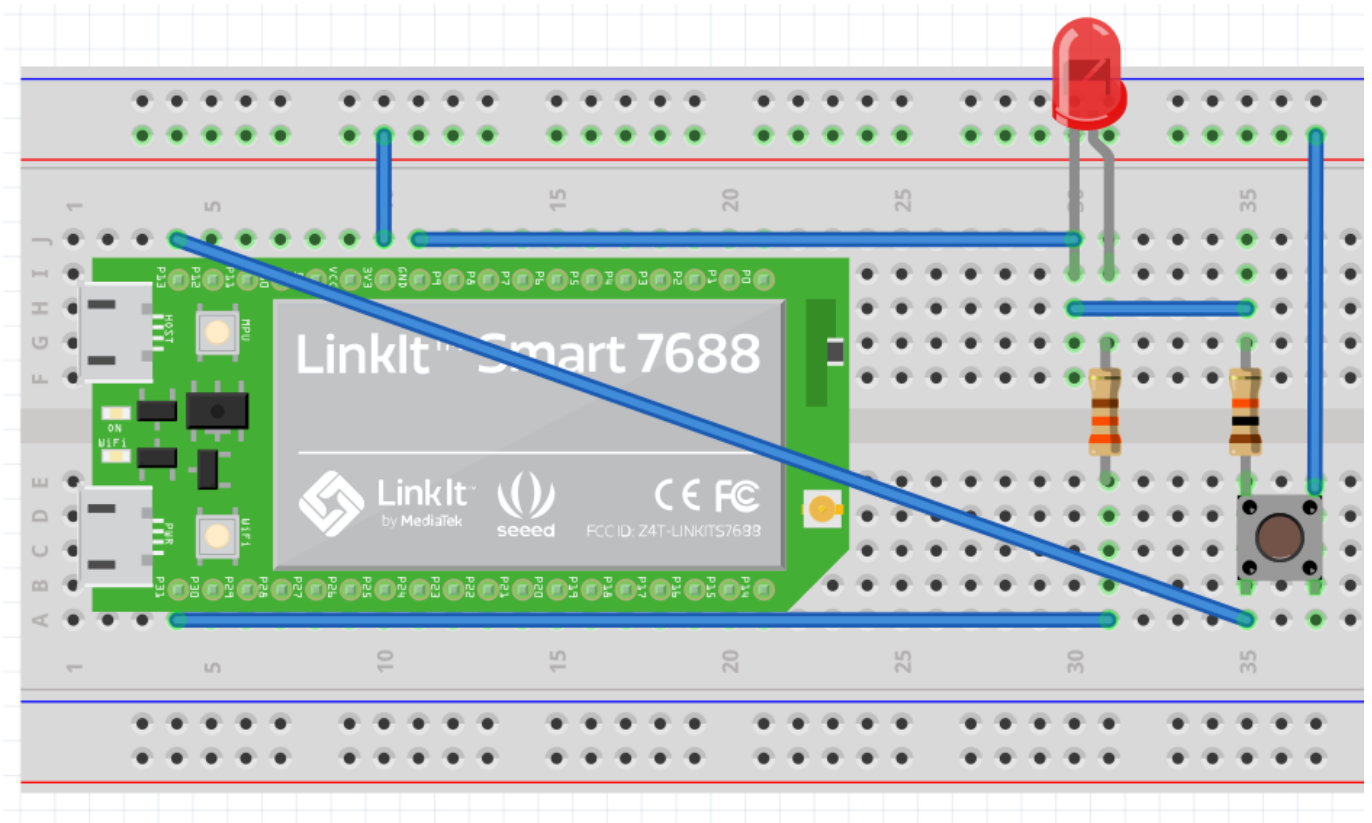 1 5 15 20 25 30 35
J
P13 P12 P11 3V3 GND P9 P8 P7 P6 P5 P4 P3 P2 P1 P0
I
H
HOST MPU
G
LinkIt™ Smart 7688
F
ON
WiFi
E
LinkIt™
by MediaTek
seeed
CE FC
FCC ID: Z4T-LINKITS7688
D
PWR WiFi
C
B
P31 P30 P29 P28 P27 P26 P25 P24 P23 P22 P21 P20 P19 P18 P17 P16 P15 P14
A
1 5 10 15 20 25 30 35